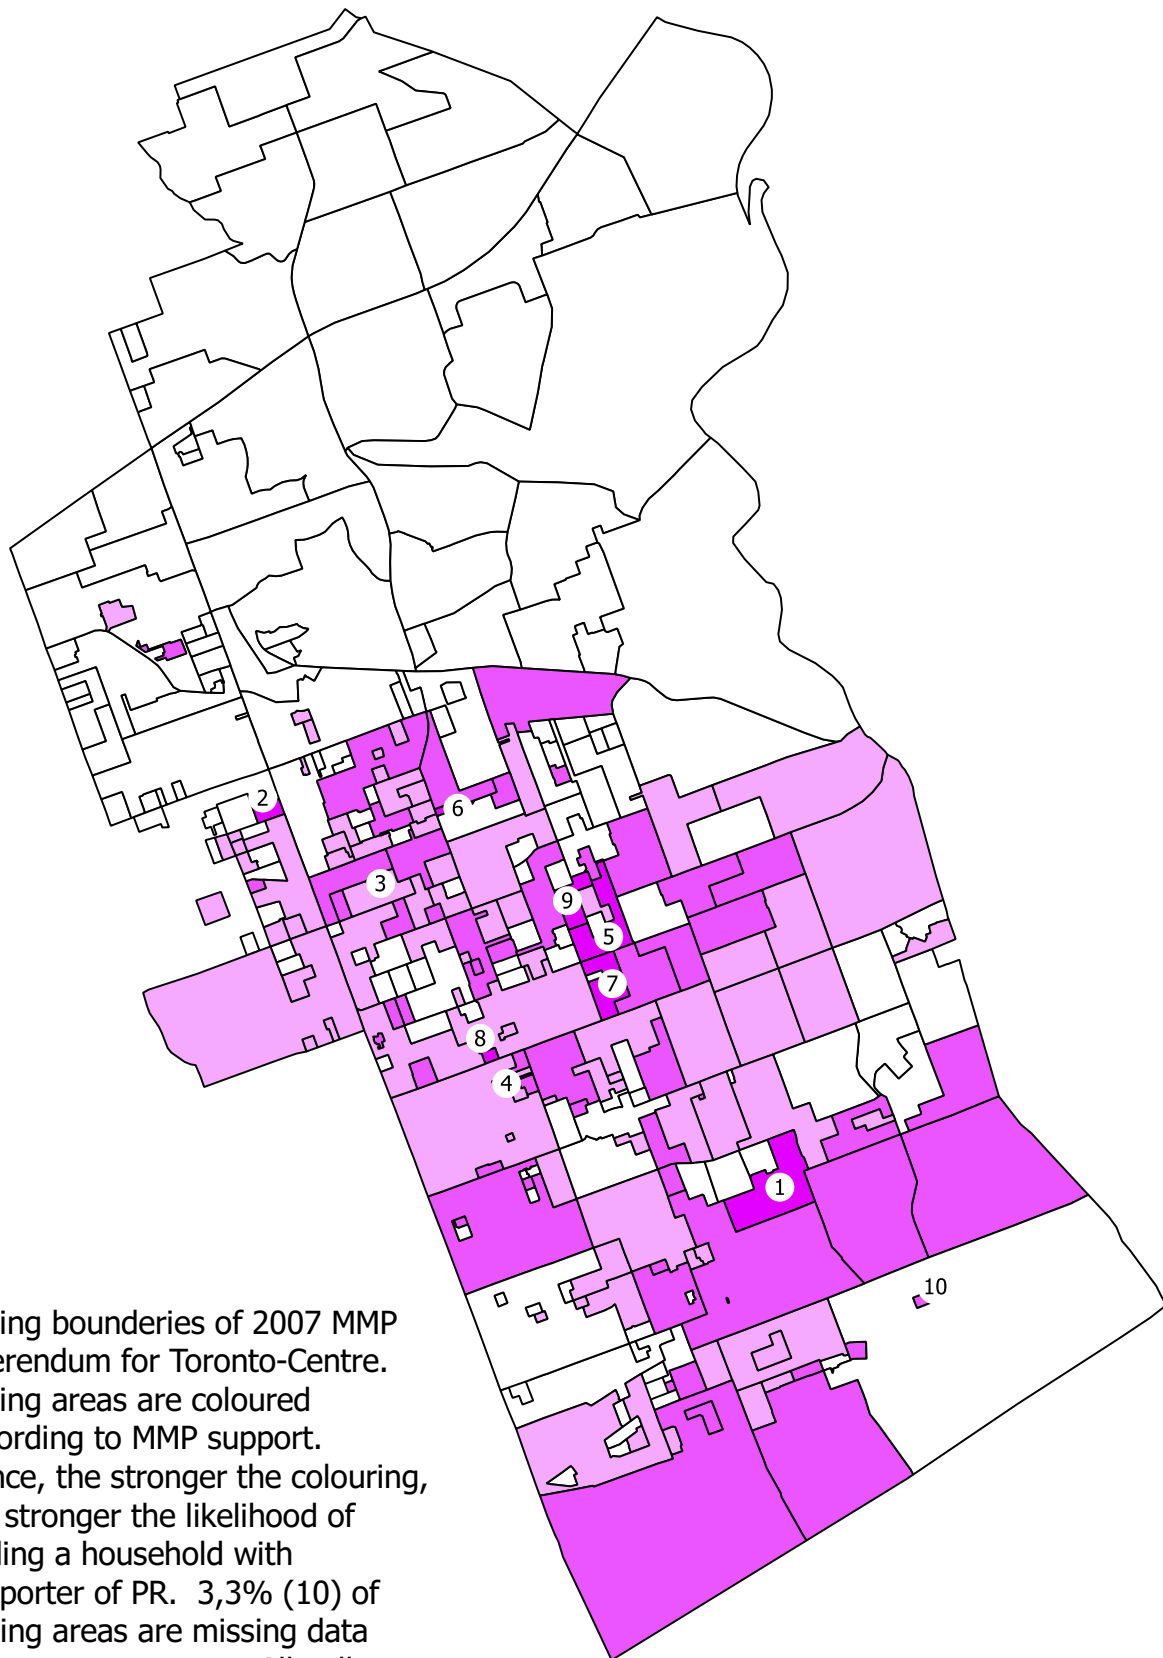 2
6
3
9
5
7
8
4
1
10
ing bounderies of 2007 MMP
erendum for Toronto-Centre.
ing areas are coloured
ording to MMP support.
nce, the stronger the colouring,
stronger the likelihood of
ling a household with
porter of PR. 3,3% (10) of
ing areas are missing data